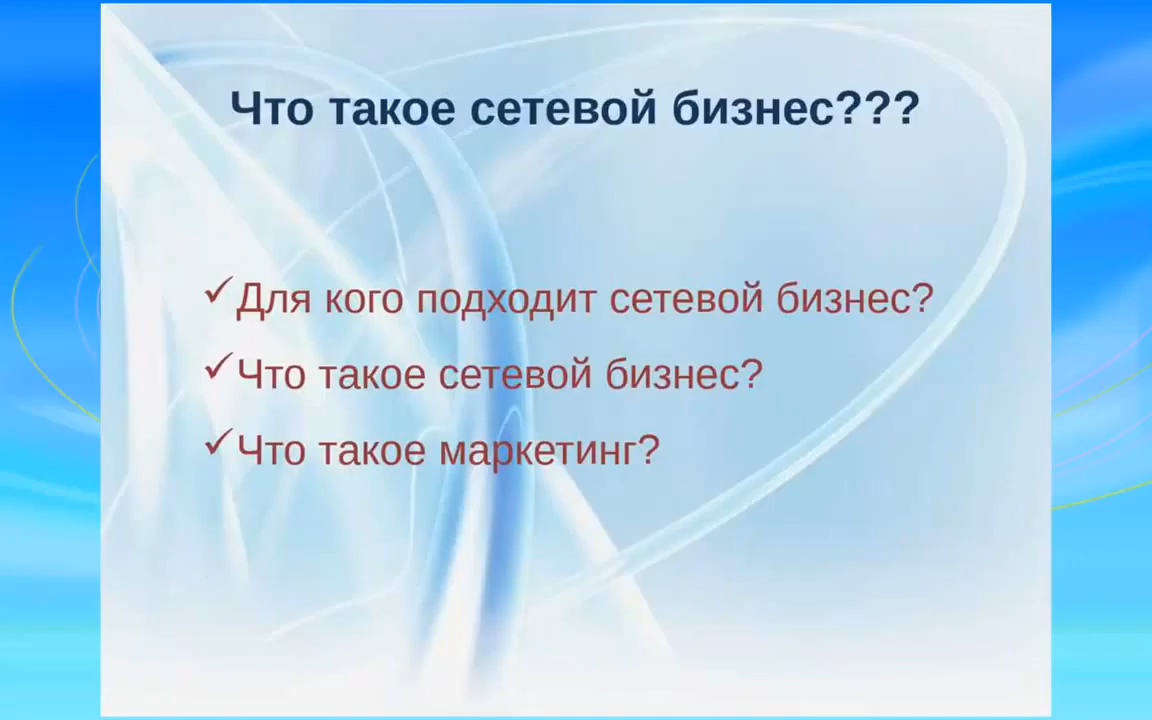 Что такое сетевой бизнес???
Для кого подходит сетевой бизнес?
Что такое сетевой бизнес?
Что такое маркетинг?